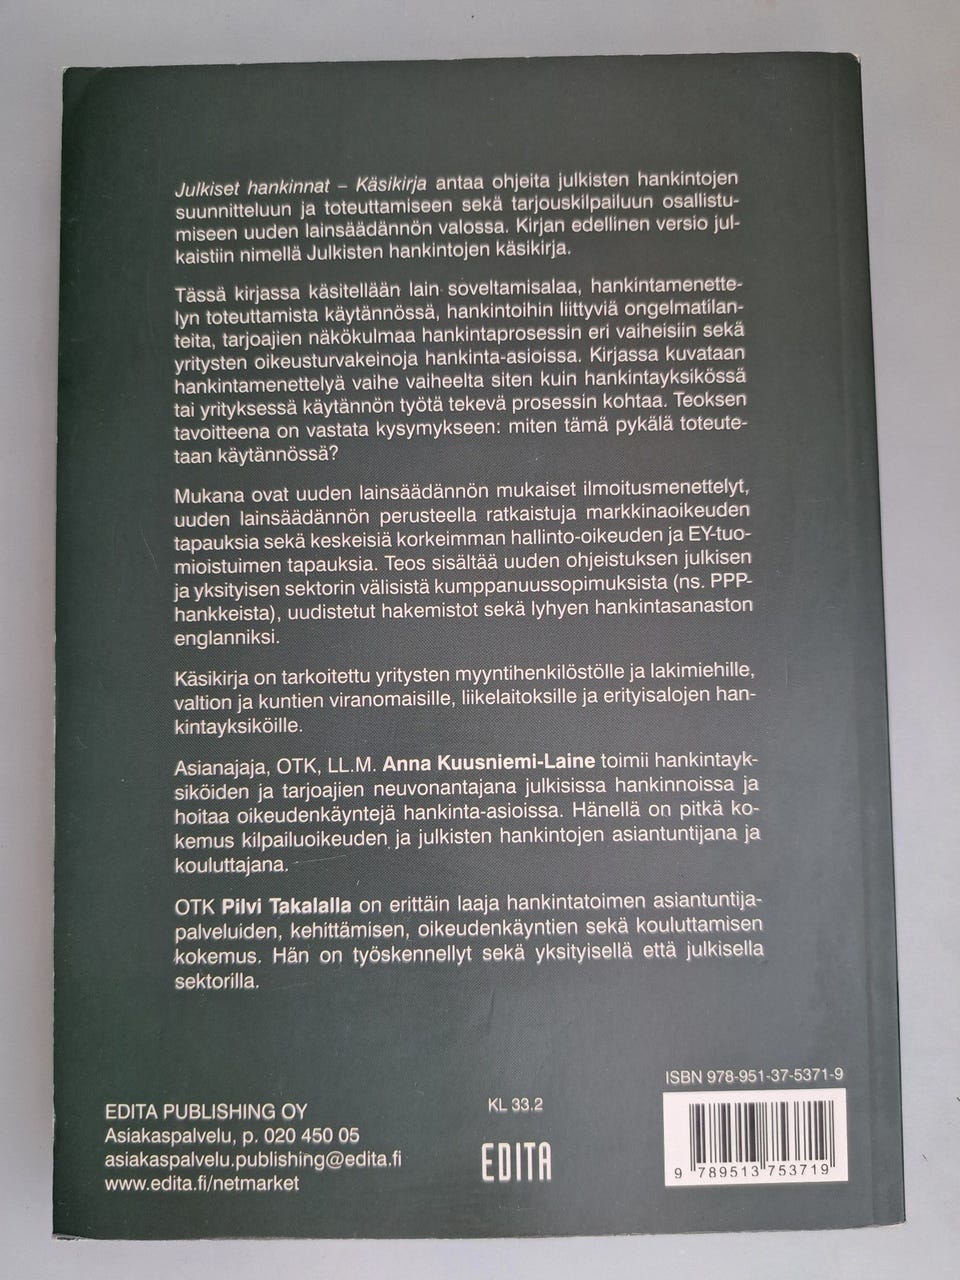 Julkiset hankinnat – Käsikirja antaa ohjeita julkisten hankintojen
suunnitteluun ja toteuttamiseen sekä tarjouskilpailuun osallistu-
miseen uuden lainsäädännön valossa. Kirjan edellinen versio jul-
kaistiin nimellä Julkisten hankintojen käsikirja.
Tässä kirjassa käsitellään lain soveltamisalaa, hankintamenette-
lyn toteuttamista käytännössä, hankintoihin liittyviä ongelmatilan-
teita, tarjoajien näkökulmaa hankintaprosessin eri vaiheisiin sekä
yritysten oikeusturvakeinoja hankinta-asioissa. Kirjassa kuvataan
hankintamenettelyä vaihe vaiheelta siten kuin hankintayksikössä
tai yrityksessä käytännön työtä tekevä prosessin kohtaa. Teoksen
tavoitteena on vastata kysymykseen: miten tämä pykälä toteute-
taan käytännössä?
Mukana ovat uuden lainsäädännön mukaiset ilmoitusmenettelyt,
uuden lainsäädännön perusteella ratkaistuja markkinaoikeuden
tapauksia sekä keskeisiä korkeimman hallinto-oikeuden ja EY-tuo-
mioistuimen tapauksia. Teos sisältää uuden ohjeistuksen julkisen
ja yksityisen sektorin välisistä kumppanuussopimuksista (ns. PPP-
hankkeista), uudistetut hakemistot sekä lyhyen hankintasanaston
englanniksi.
Käsikirja on tarkoitettu yritysten myyntihenkilöstölle ja lakimiehille,
valtion ja kuntien viranomaisille, liikelaitoksille ja erityisalojen han-
kintayksiköille.
Asianajaja, OTK, LL.M. Anna Kuusniemi-Laine toimii hankintayk-
siköiden ja tarjoajien neuvonantajana julkisissa hankinnoissa ja
hoitaa oikeudenkäyntejä hankinta-asioissa. Hänellä on pitkä ko-
kemus kilpailuoikeuden ja julkisten hankintojen asiantuntijana ja
kouluttajana.
OTK Pilvi Takalalla on erittäin laaja hankintatoimen asiantuntija-
palveluiden, kehittämisen, oikeudenkäyntien sekä kouluttamisen
kokemus. Hän on työskennellyt sekä yksityisellä että julkisella
sektorilla.
EDITA PUBLISHING OY
Asiakaspalvelu, p. 020 450 05
asiakaspalvelu.publishing@edita.fi
www.edita.fi/netmarket
KL 33.2
EDITA
ISBN 978-951-37-5371-9
9 789513 753719